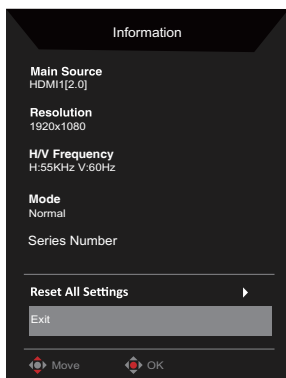 Information
Main Source
HDMI1[2.0]
Resolution
1920x1080
H/V Frequency
H:55KHz V:60Hz
Mode
Normal
Series Number
Reset All Settings
Exit
Move OK